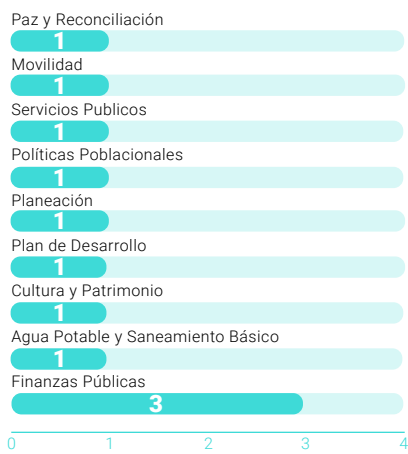 Paz y Reconciliación
1
Movilidad
1
Servicios Publicos
1
Políticas Poblacionales
1
Planeación
1
Plan de Desarrollo
1
Cultura y Patrimonio
1
Agua Potable y Saneamiento Básico
1
Finanzas Públicas
3
0 1 2 3 4